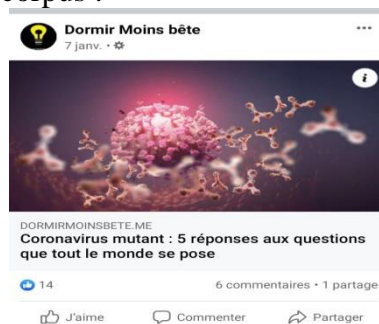 corpus :
Dormir Moins bête
7 janv.
i
DORMIRMOINSBETE.ME
Coronavirus mutant : 5 réponses aux questions
que tout le monde se pose
14
6 commentaires • 1 partage
J'aime
Commenter
Partager